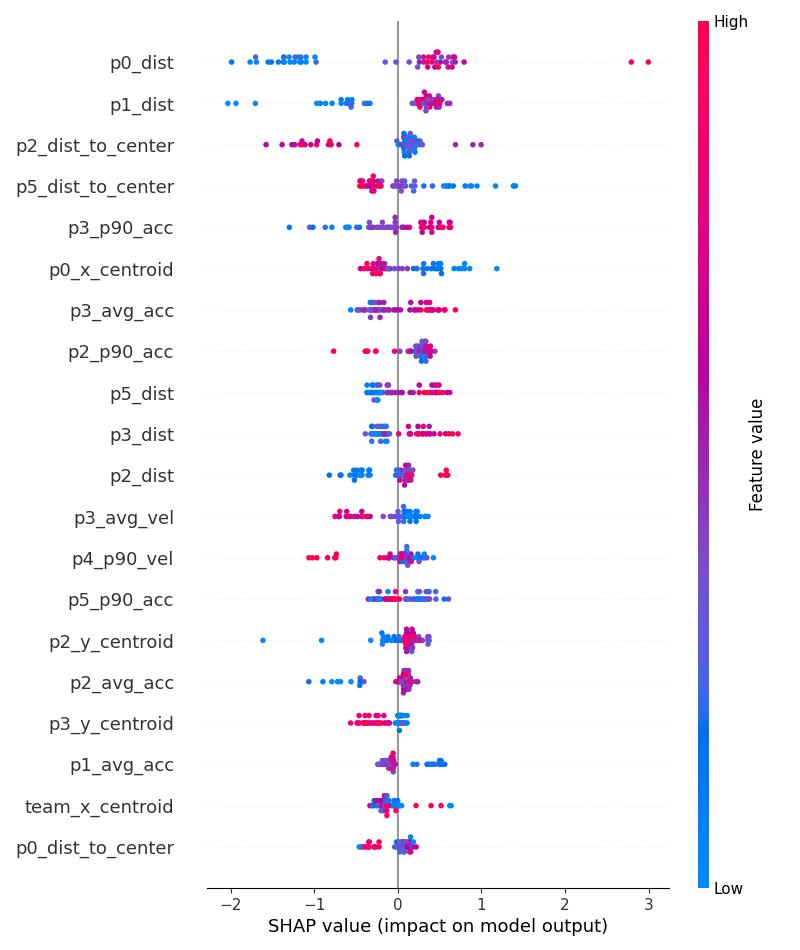 High
p0_dist
p1_dist
p2_dist_to_center
p5_dist_to_center
p3_p90_acc
p0_x_centroid
p3_avg_acc
p2_p90_acc
p5_dist
p3_dist
p2_dist
p3_avg_vel
p4_p90_vel
p5_p90_acc
p2_y_centroid
p2_avg_acc
p3_y_centroid
p1_avg_acc
team_x_centroid
p0_dist_to_center
Feature value
Low
−2 −1 0 1 2 3
SHAP value (impact on model output)